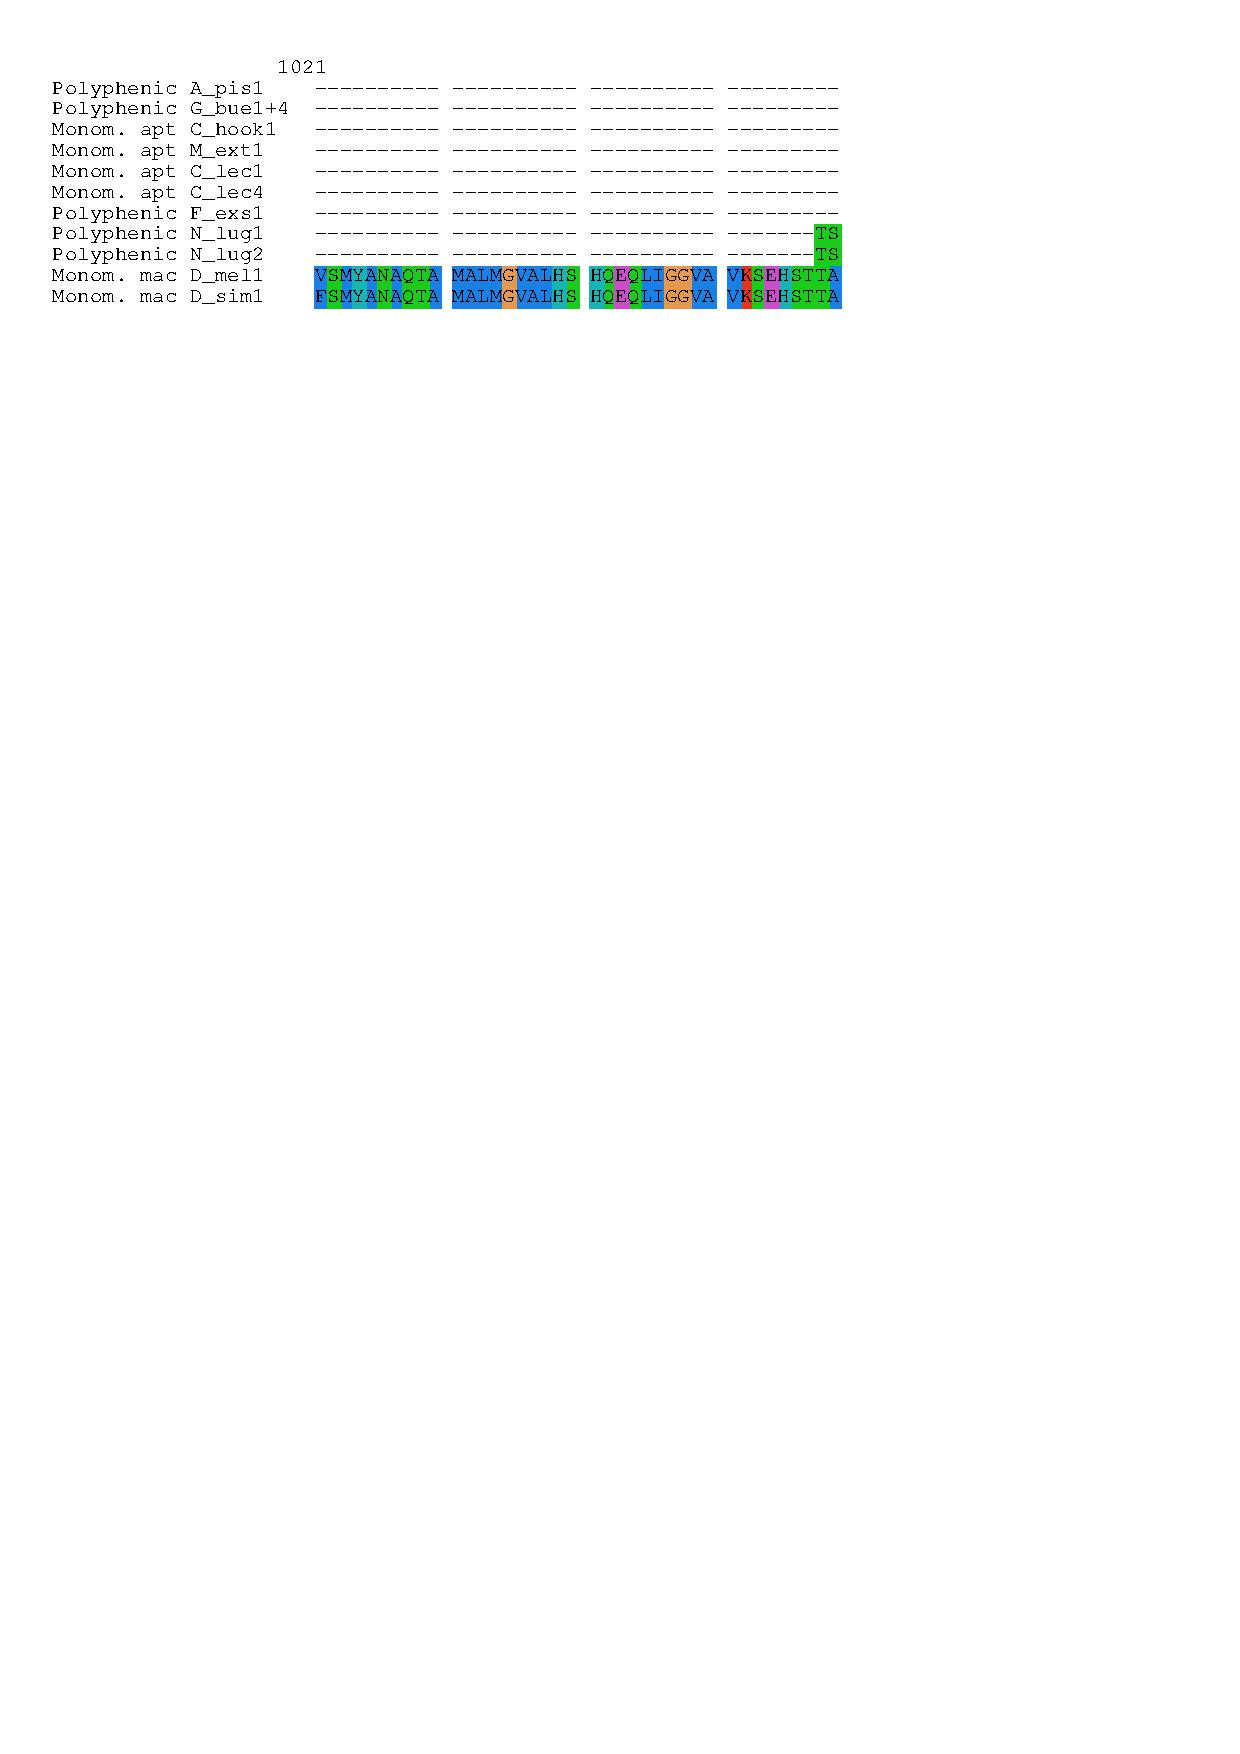 1021
Polyphenic A_pis1 ---------- ---------- ---------- ---------
Polyphenic G_bue1+4 ---------- ---------- ---------- ---------
Monom. apt C_hook1 ---------- ---------- ---------- ---------
Monom. apt M_ext1 ---------- ---------- ---------- ---------
Monom. apt C_lec1 ---------- ---------- ---------- ---------
Monom. apt C_lec4 ---------- ---------- ---------- ---------
Polyphenic F_exs1 ---------- ---------- ---------- ---------
Polyphenic N_lug1 ---------- ---------- ---------- -------TS
Polyphenic N_lug2 ---------- ---------- ---------- -------TS
Monom. mac D_mel1 VSMYANAQTA MALMGVALHS HQEQLIGGVA VKSEHSTTA
Monom. mac D_sim1 FSMYANAQTA MALMGVALHS HQEQLIGGVA VKSEHSTTA